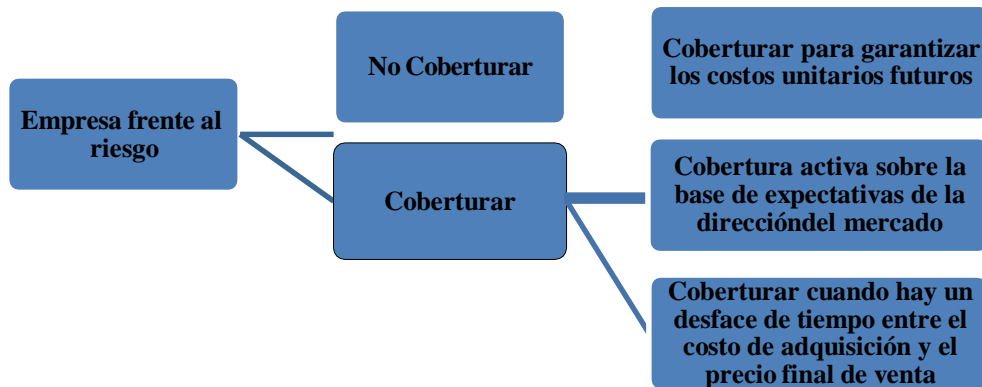 Empresa frente al
riesgo
No Coberturar
Coberturar
Coberturar para garantizar
los costos unitarios futuros
Cobertura activa sobre la
base de expectativas de la
direccióndel mercado
Coberturar cuando hay un
desface de tiempo entre el
costo de adquisición y el
precio final de venta